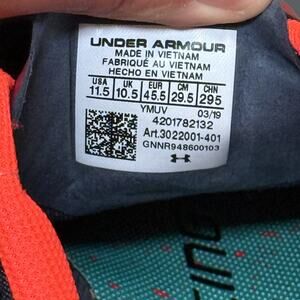 UNDER ARMOUR
MADE IN VIETNAM
FABRIQUÉ AU VIETNAM
HECHO EN VIETNAM
USA UK EUR CM CHN
11.5 10.5 45.5 29.5 295
YMUV 03/19
4201782132
Art.3022001-401
GNNR948600103